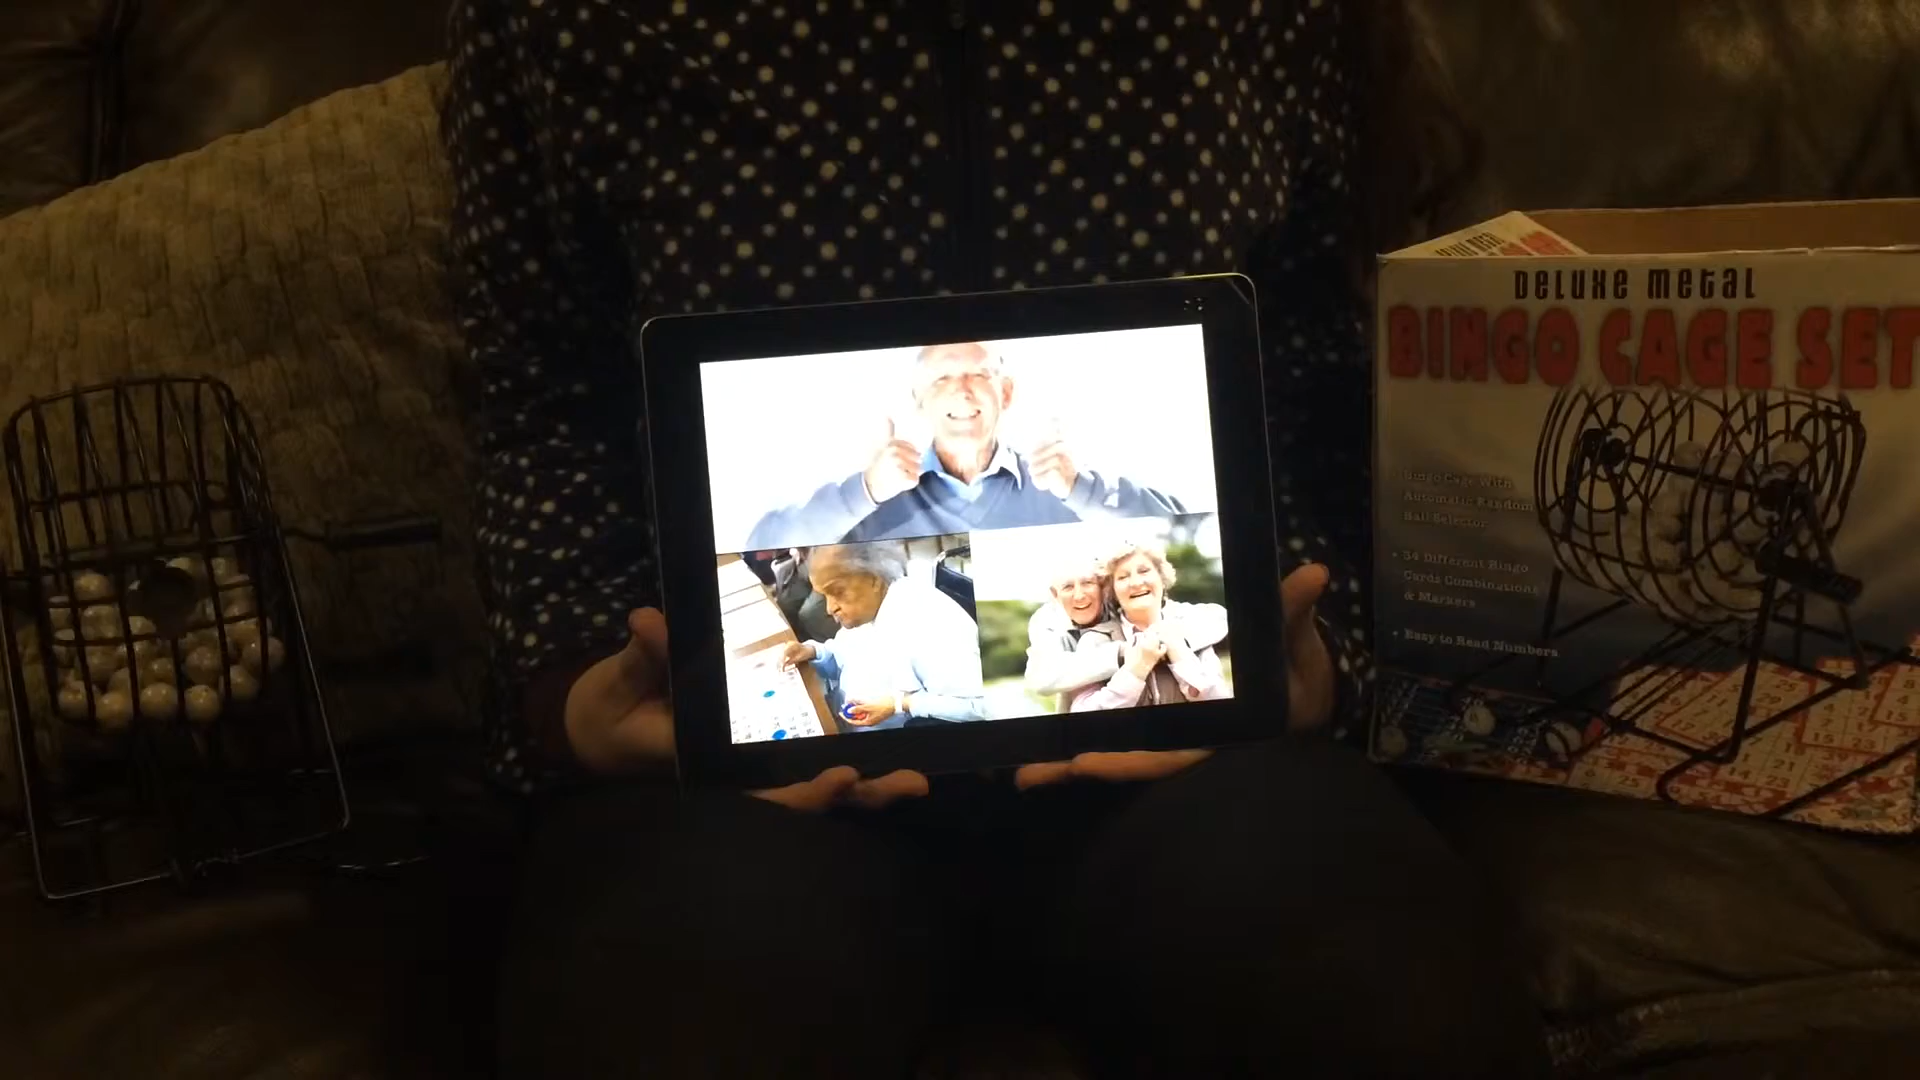 DELUXE METAL
BINGO CAGE SET
Bingo Cage With
Automatic Random
Ball Selector
• 54 Different Bingo
Cards Combinations
& Markers
• Easy to Read Numbers